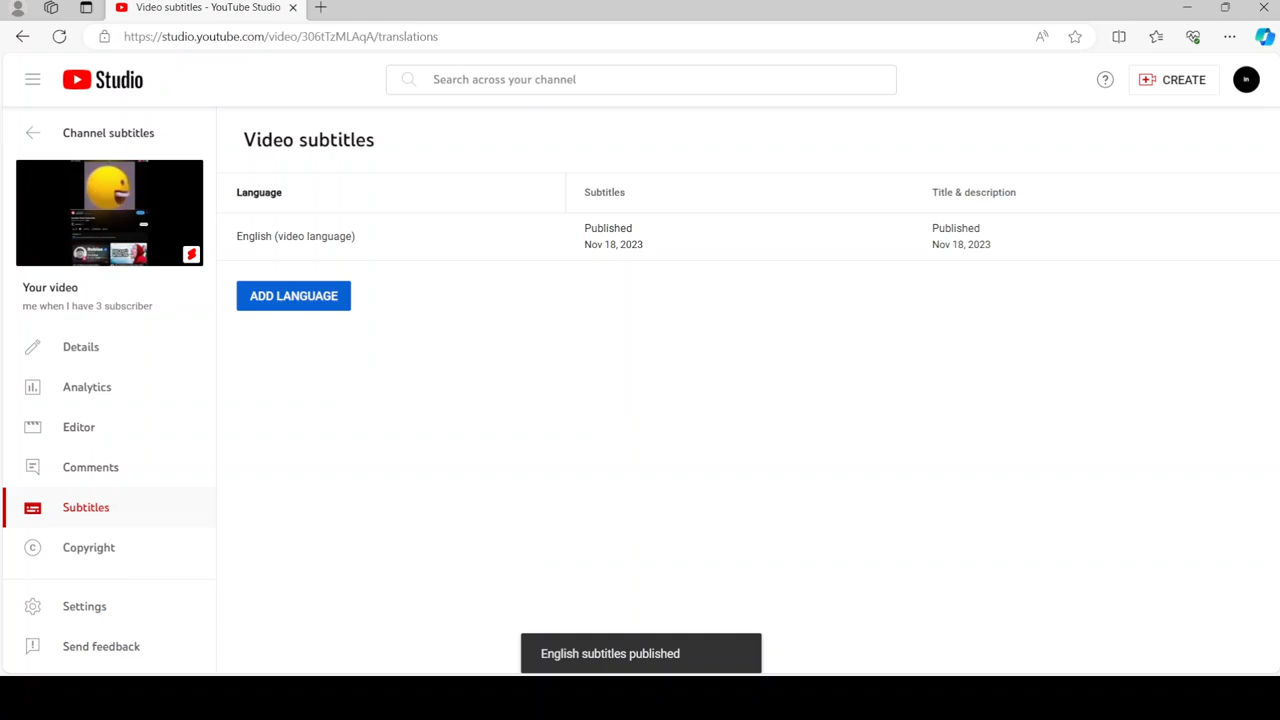 Video subtitles - YouTube Studio
https://studio.youtube.com/video/306tTzMLAqA/translations
Studio
Search across your channel
CREATE
in
Channel subtitles
Video subtitles
Language
Subtitles
Title & description
English (video language)
Published
Nov 18, 2023
Published
Nov 18, 2023
ADD LANGUAGE
Your video
me when I have 3 subscriber
Details
Analytics
Editor
Comments
Subtitles
Copyright
Settings
Send feedback
English subtitles published